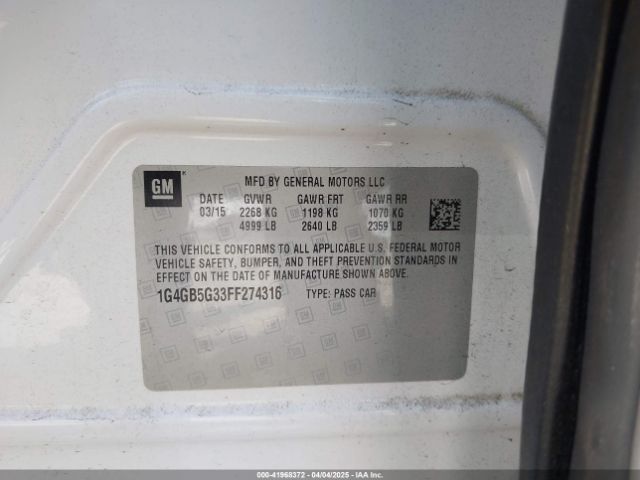 GM
MFD BY GENERAL MOTORS LLC
DATE GVWR GAWR FRT GAWR RR
03/15 2268 KG 1198 KG 1070 KG
4999 LB 2640 LB 2359 LB
THIS VEHICLE CONFORMS TO ALL APPLICABLE U.S. FEDERAL MOTOR
VEHICLE SAFETY, BUMPER, AND THEFT PREVENTION STANDARDS IN
EFFECT ON THE DATE OF MANUFACTURE SHOWN ABOVE.
1G4GB5G33FF274316 TYPE: PASS CAR
000-41968372 - 04/04/2025 - IAA Inc.